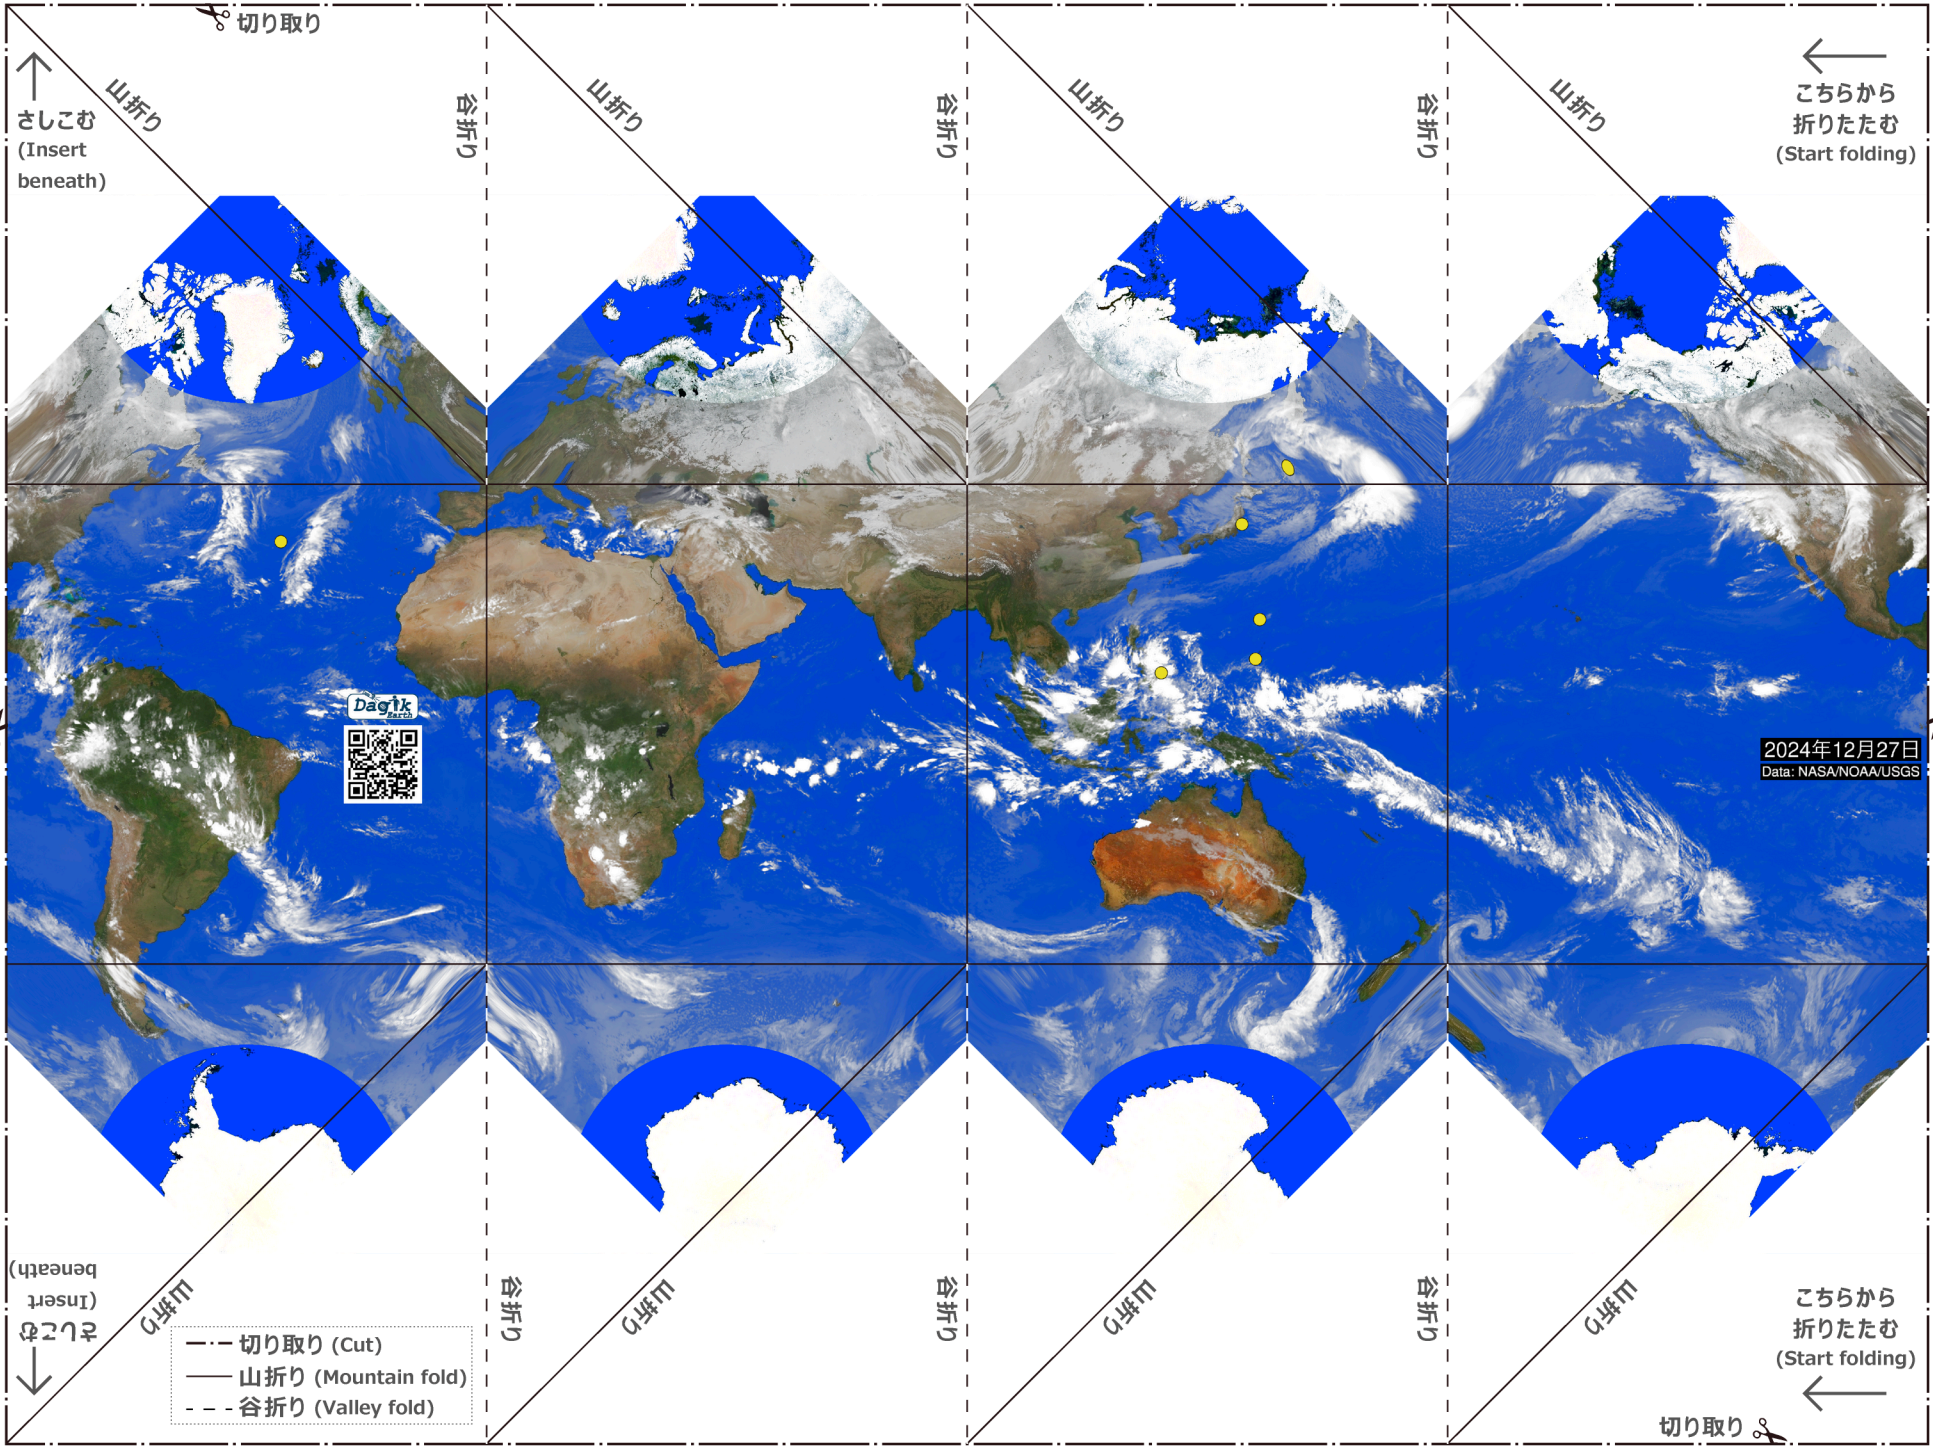 切り取り
さしこむ
(Insert
beneath)
山折り
谷折り
山折り
谷折り
山折り
谷折り
山折り
こちらから
折りたたむ
(Start folding)
Dagik
Earth
2024年12月27日
Data: NASA/NOAA/USGS
さしこむ
(Insert
beneath)
山折り
谷折り
山折り
谷折り
山折り
谷折り
山折り
こちらから
折りたたむ
(Start folding)
切り取り (Cut)
山折り (Mountain fold)
谷折り (Valley fold)
切り取り